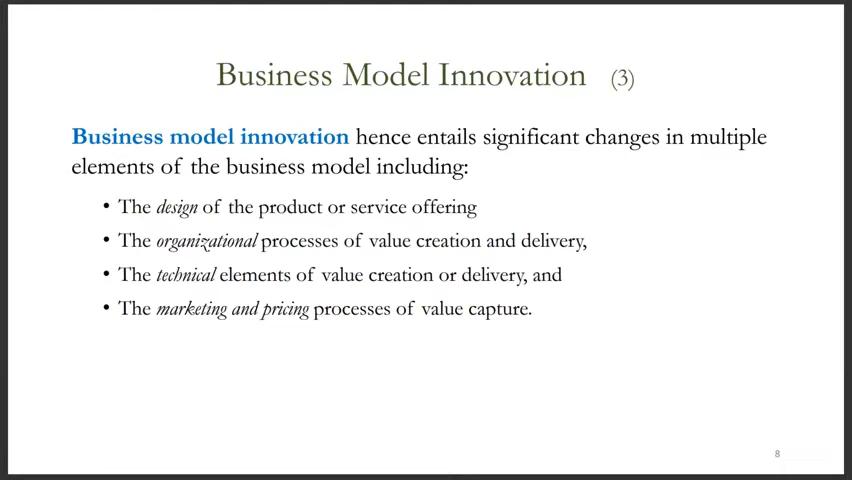 Business Model Innovation (3)
Business model innovation hence entails significant changes in multiple
elements of the business model including:
• The design of the product or service offering
• The organizational processes of value creation and delivery,
• The technical elements of value creation or delivery, and
• The marketing and pricing processes of value capture.
8